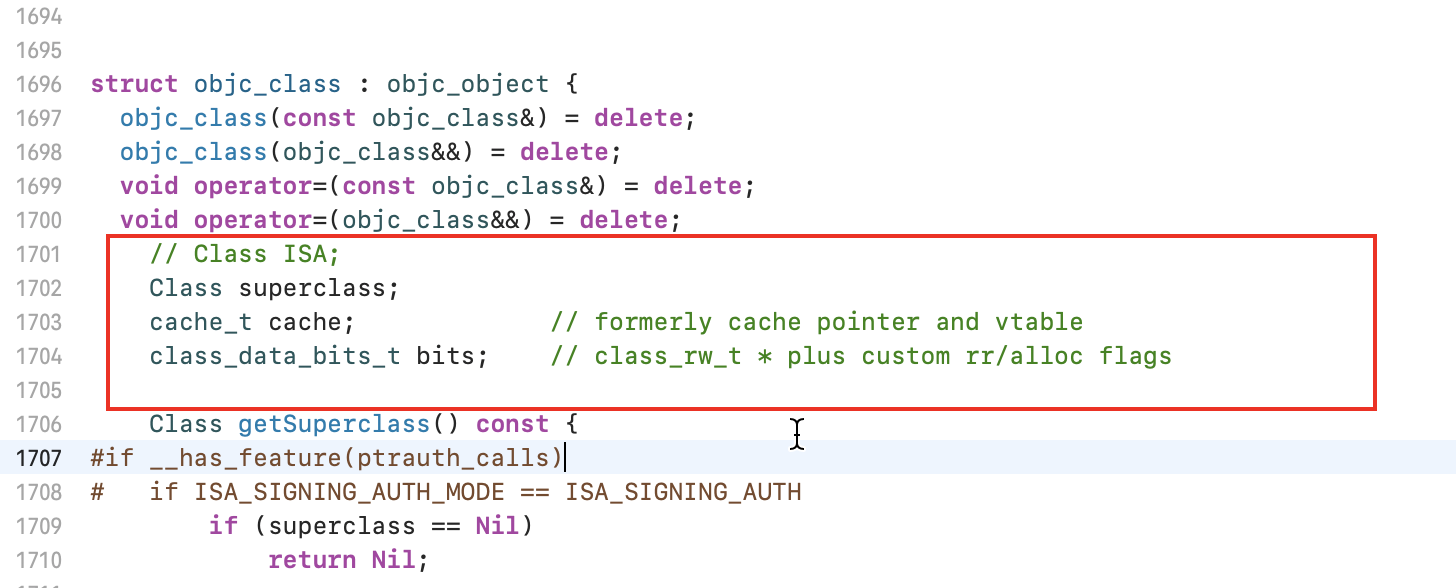 1694
1695
1696 struct objc_class : objc_object {
1697   objc_class(const objc_class&) = delete;
1698   objc_class(objc_class&&) = delete;
1699   void operator=(const objc_class&) = delete;
1700   void operator=(objc_class&&) = delete;
1701     // Class ISA;
1702     Class superclass;
1703     cache_t cache;             // formerly cache pointer and vtable
1704     class_data_bits_t bits;    // class_rw_t * plus custom rr/alloc flags
1705
1706     Class getSuperclass() const {
1707 #if __has_feature(ptrauth_calls)
1708 #   if ISA_SIGNING_AUTH_MODE == ISA_SIGNING_AUTH
1709         if (superclass == Nil)
1710             return Nil;